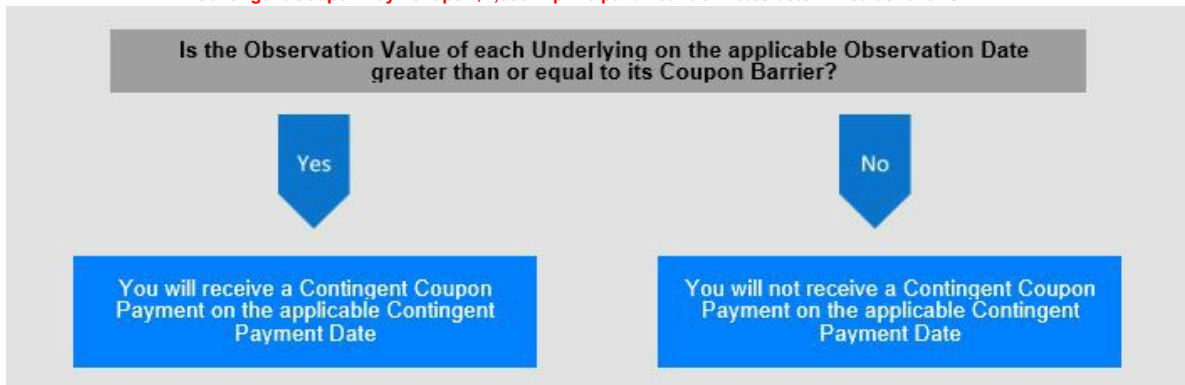 Is the Observation Value of each Underlying on the applicable Observation Date
greater than or equal to its Coupon Barrier?
Yes
No
You will receive a Contingent Coupon
Payment on the applicable Contingent
Payment Date
You will not receive a Contingent Coupon
Payment on the applicable Contingent
Payment Date